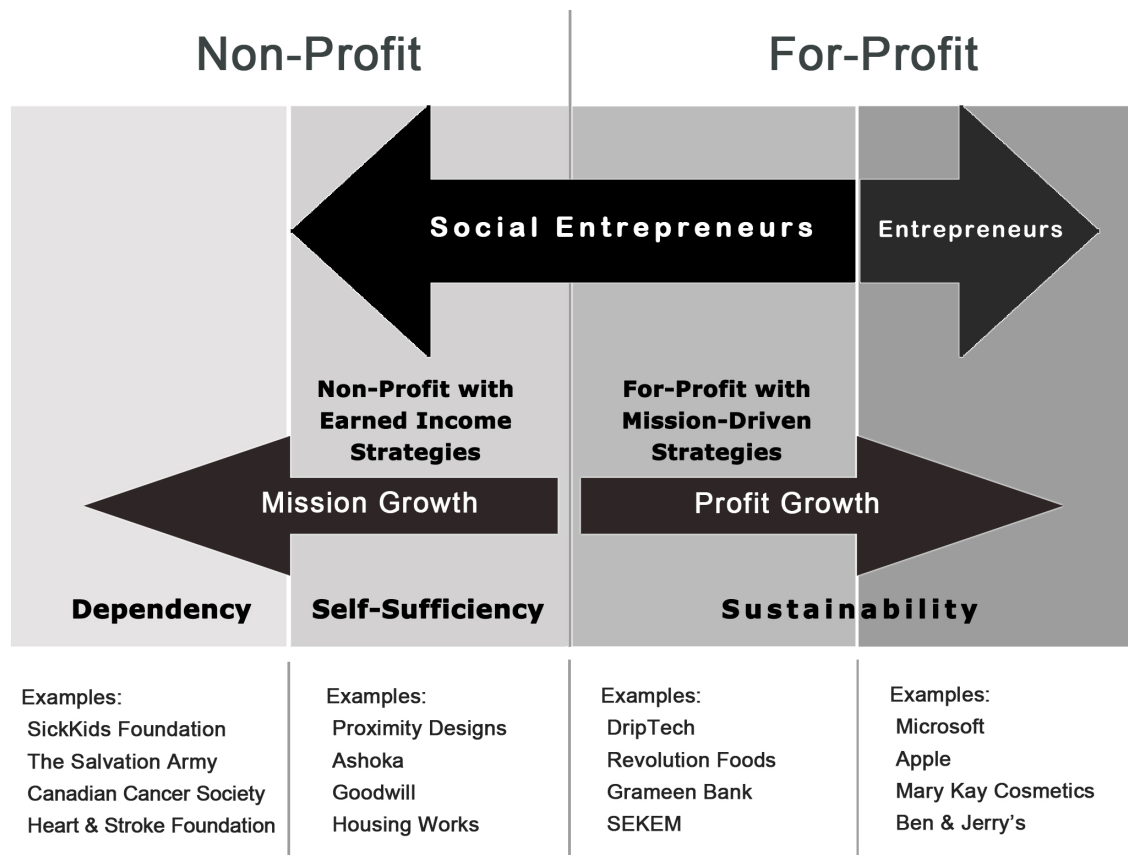 Non-Profit
For-Profit
Social Entrepreneurs
Entrepreneurs
Non-Profit with
Earned Income
Strategies
For-Profit with
Mission-Driven
Strategies
Mission Growth
Profit Growth
Dependency
Self-Sufficiency
Sustainability
Examples:
SickKids Foundation
The Salvation Army
Canadian Cancer Society
Heart & Stroke Foundation
Examples:
Proximity Designs
Ashoka
Goodwill
Housing Works
Examples:
DripTech
Revolution Foods
Grameen Bank
SEKEM
Examples:
Microsoft
Apple
Mary Kay Cosmetics
Ben & Jerry's